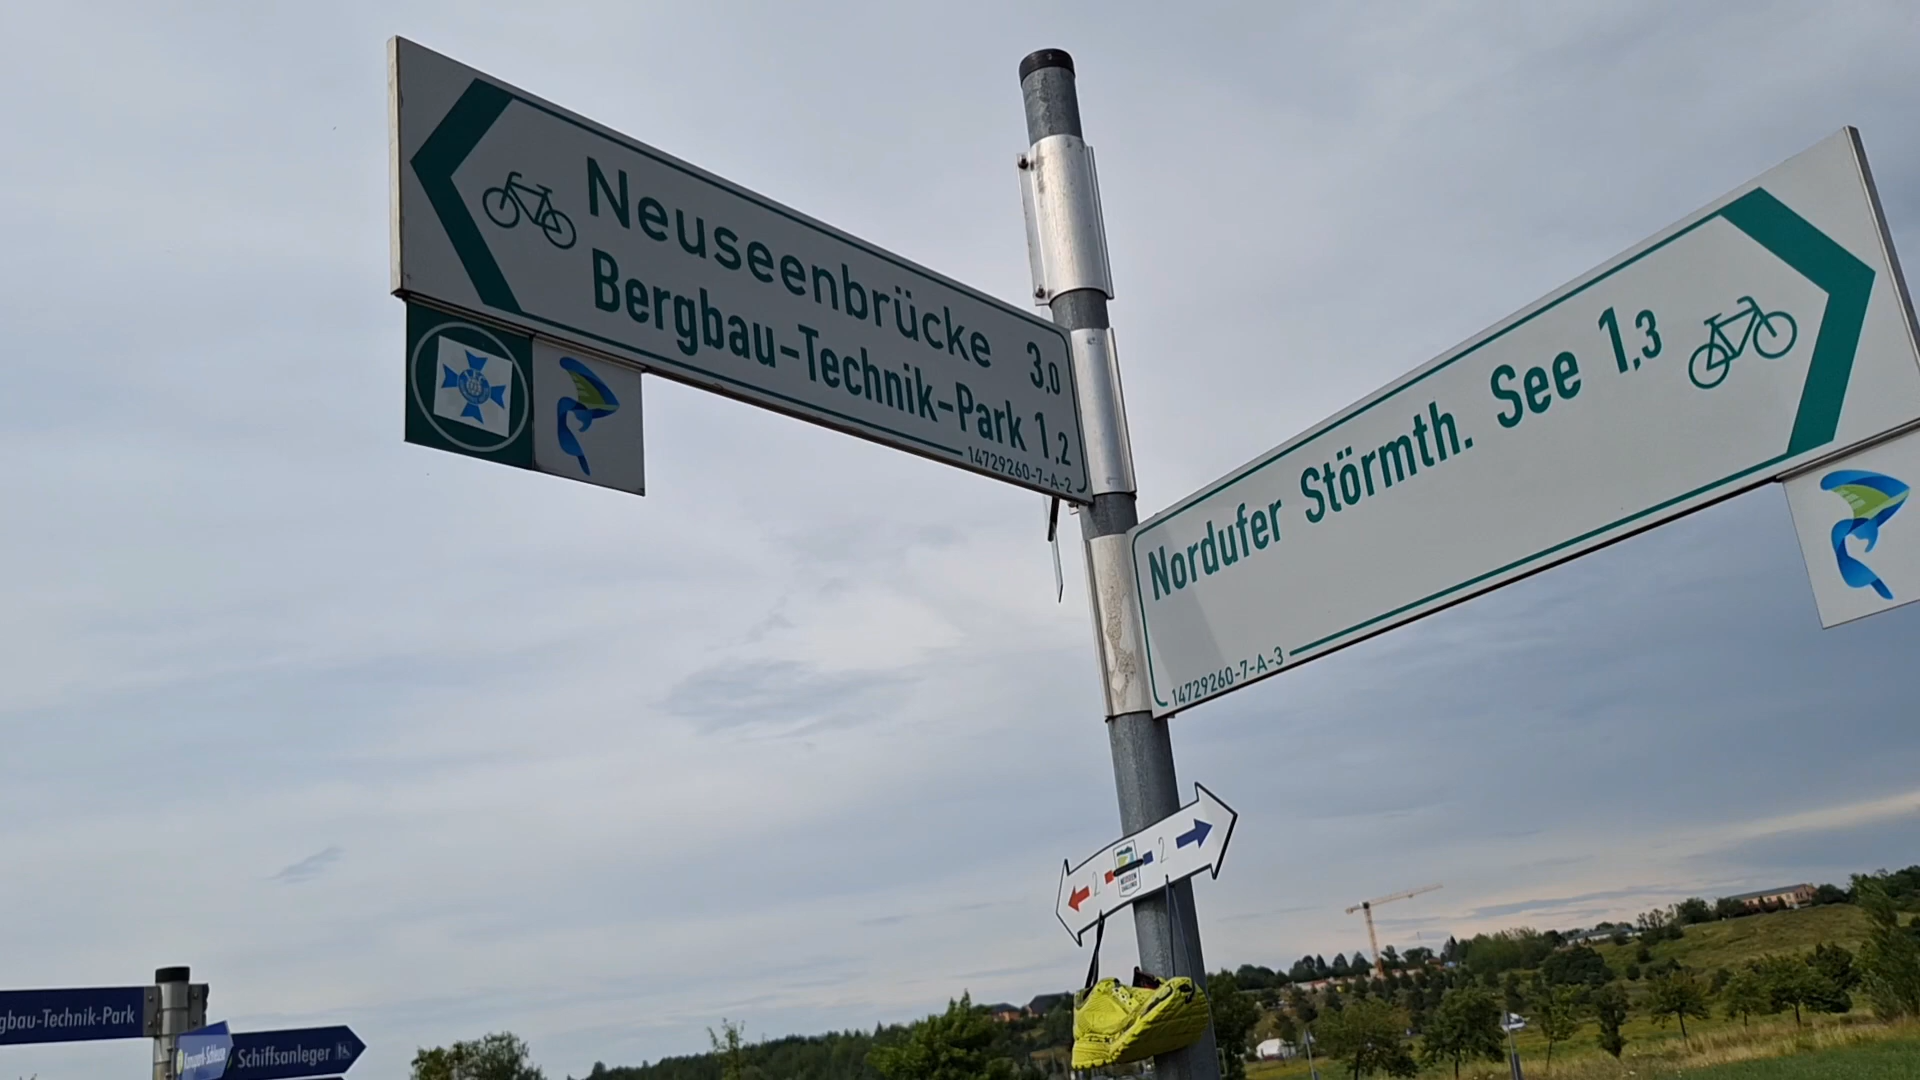 Neuseenbrücke 3,0
Bergbau-Technik-Park 1,2
14729260-7-A-2
Nordufer Störmth. See 1,3
14729260-7-A-3
2 2
gbau-Technik-Park
Schiffsanleger